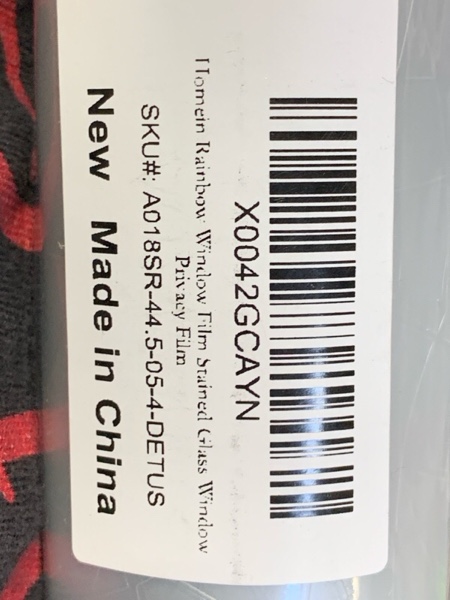 X0042GCAYN
Homein Rainbow Window Film Stained Glass Window
Privacy Film
SKU#: A018SR-44.5-05-4-DETUS
New Made in China